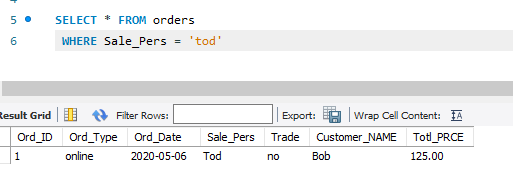 5 SELECT * FROM orders
6 WHERE Sale_Pers = 'tod'
Result Grid Filter Rows: Export: Wrap Cell Content:
Ord_ID Ord_Type Ord_Date Sale_Pers Trade Customer_NAME Totl_PRCE
1 online 2020-05-06 Tod no Bob 125.00